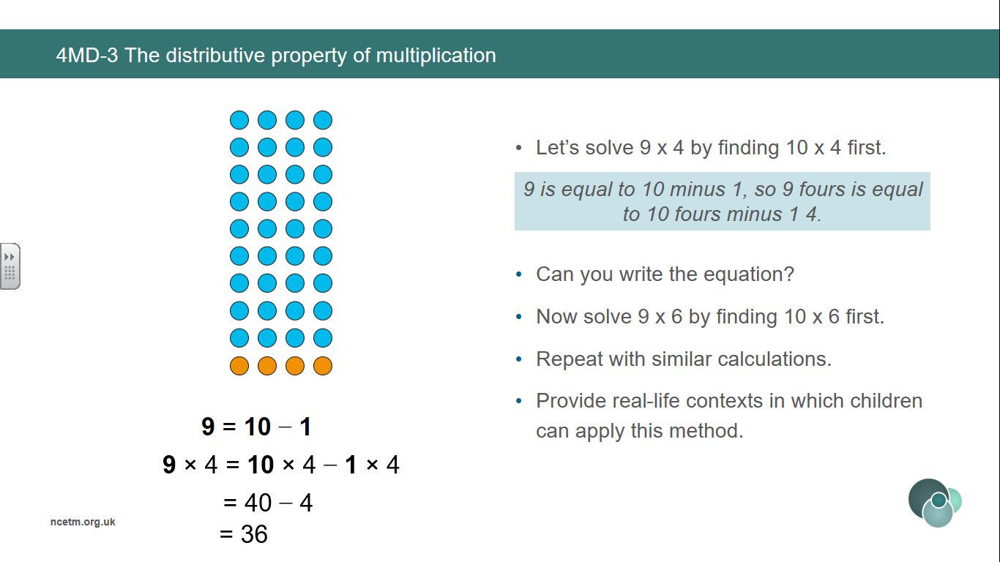 4MD-3 The distributive property of multiplication
9 = 10 – 1
9 × 4 = 10 × 4 – 1 × 4
= 40 – 4
= 36
• Let’s solve 9 x 4 by finding 10 x 4 first.
9 is equal to 10 minus 1, so 9 fours is equal
to 10 fours minus 1 4.
• Can you write the equation?
• Now solve 9 x 6 by finding 10 x 6 first.
• Repeat with similar calculations.
• Provide real-life contexts in which children
can apply this method.
ncetm.org.uk